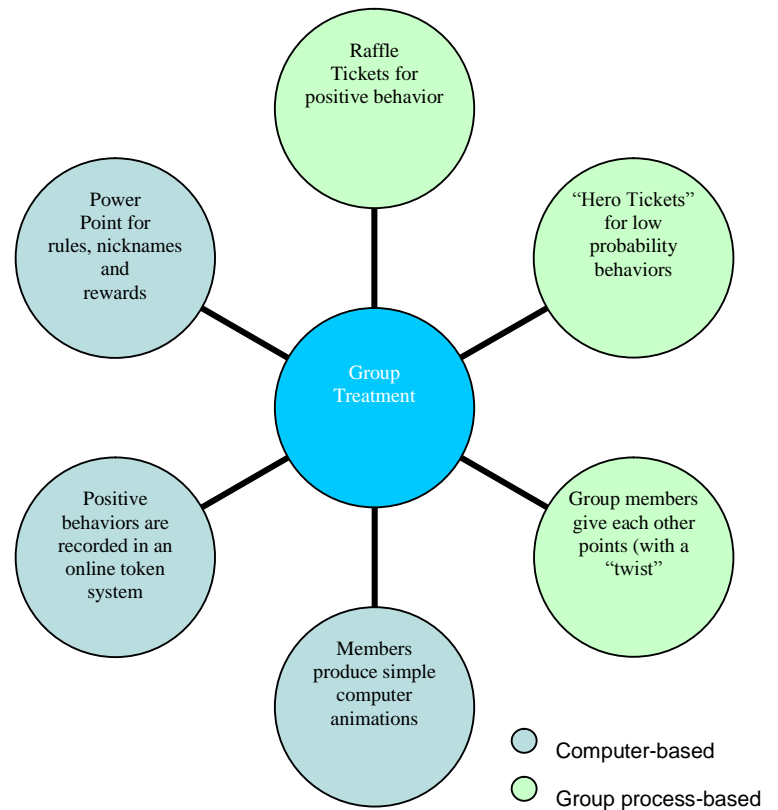 Raffle
Tickets for
positive behavior
Power
Point for
rules, nicknames
and
rewards
“Hero Tickets”
for low
probability
behaviors
Group
Treatment
Positive
behaviors are
recorded in an
online token
system
Group members
give each other
points (with a
“twist”
Members
produce simple
computer
animations
Computer-based
Group process-based